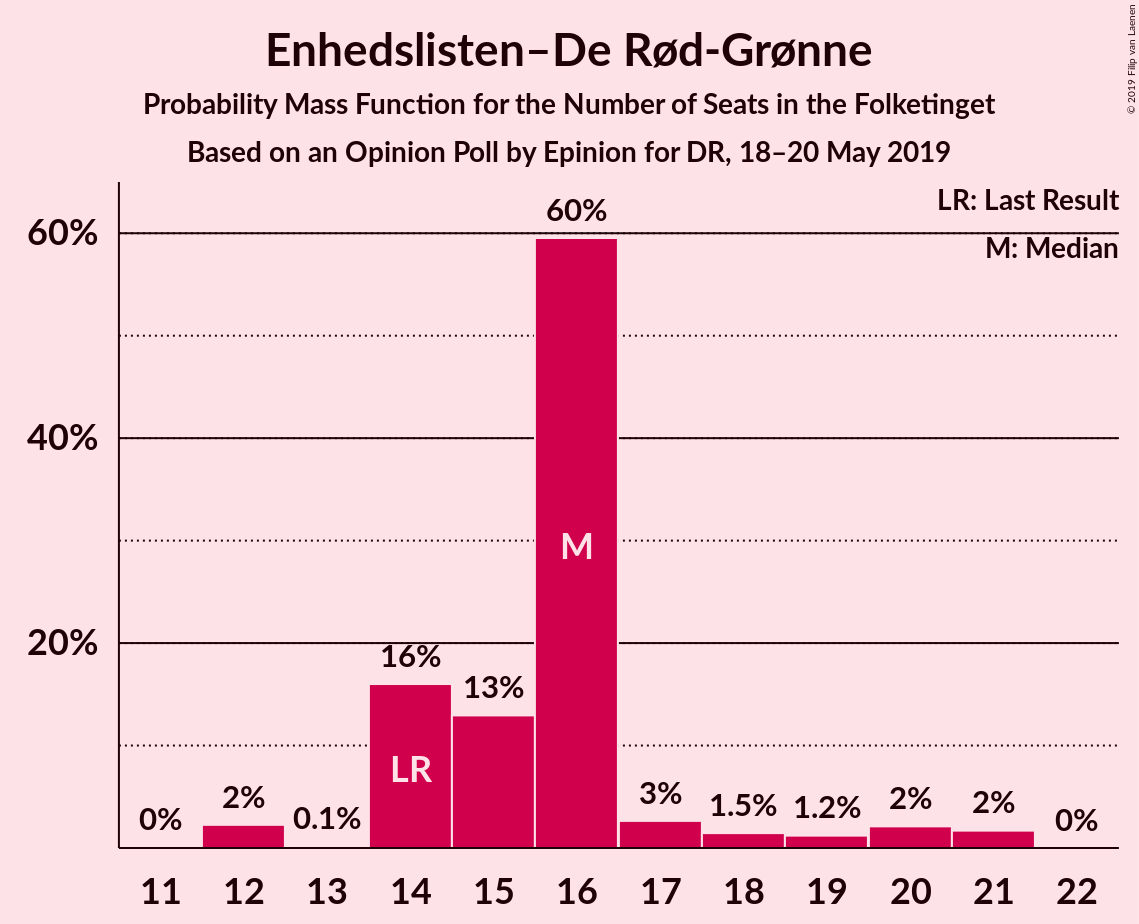 Enhedslisten–De Rød-Grønne
Probability Mass Function for the Number of Seats in the Folketinget
Based on an Opinion Poll by Epinion for DR, 18–20 May 2019
© 2019 Filip van Laenen
LR: Last Result
M: Median
60%
40%
20%
0%
2%
0.1%
16%
13%
60%
3%
1.5%
1.2%
2%
2%
0%
LR
M
11 12 13 14 15 16 17 18 19 20 21 22